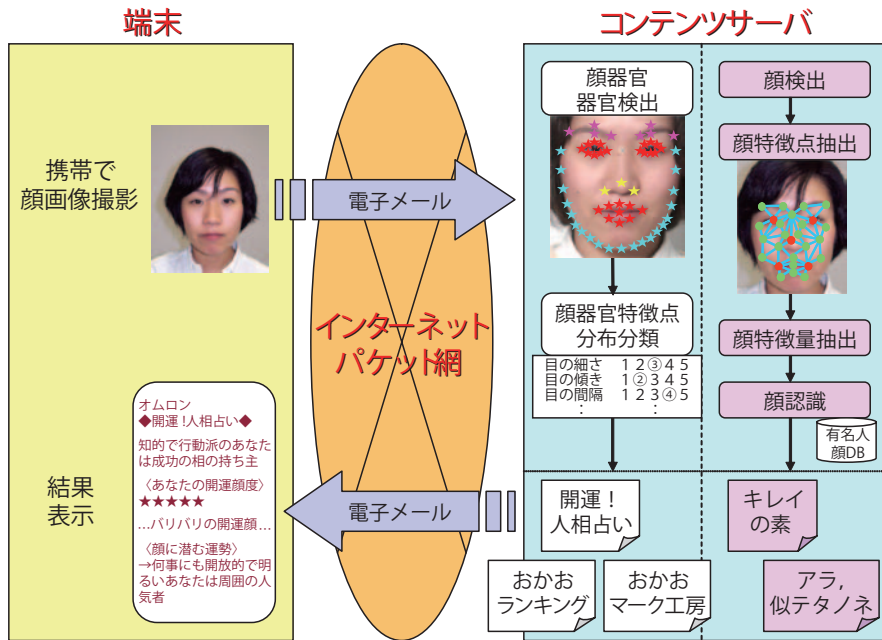 端末
コンテンツサーバ
携帯で
顔画像撮影
電子メール
インターネット
パケット網
顔器官
器官検出
顔器官特徴点
分布分類
目の細さ 1 2 ③ 4 5
目の傾き 1 ② 3 4 5
目の間隔 1 2 3 ④ 5
: :
顔検出
顔特徴点抽出
顔特徴量抽出
顔認識
有名人
顔DB
結果
表示
オムロン
◆開運!人相占い◆
知的で行動派のあなた
は成功の相の持ち主
〈あなたの開運顔度〉
★★★★★
…バリバリの開運顔…
〈顔に潜む運勢〉
→何事にも開放的で明
るいあなたは周囲の人
気者
電子メール
開運!
人相占い
おかお
ランキング
おかお
マーク工房
キレイ
の素
アラ,
似テタノネ